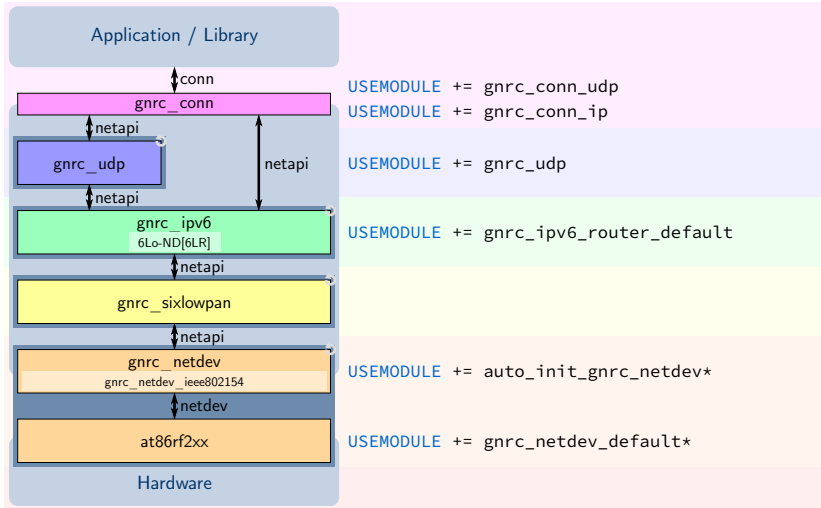 Application / Library
conn
USEMODULE += gnrc_conn_udp
gnrc_conn
USEMODULE += gnrc_conn_ip
netapi
gnrc_udp
netapi
USEMODULE += gnrc_udp
netapi
gnrc_ipv6
6Lo-ND[6LR]
USEMODULE += gnrc_ipv6_router_default
netapi
gnrc_sixlowpan
netapi
gnrc_netdev
gnrc_netdev_ieee802154
USEMODULE += auto_init_gnrc_netdev*
netdev
at86rf2xx
USEMODULE += gnrc_netdev_default*
Hardware